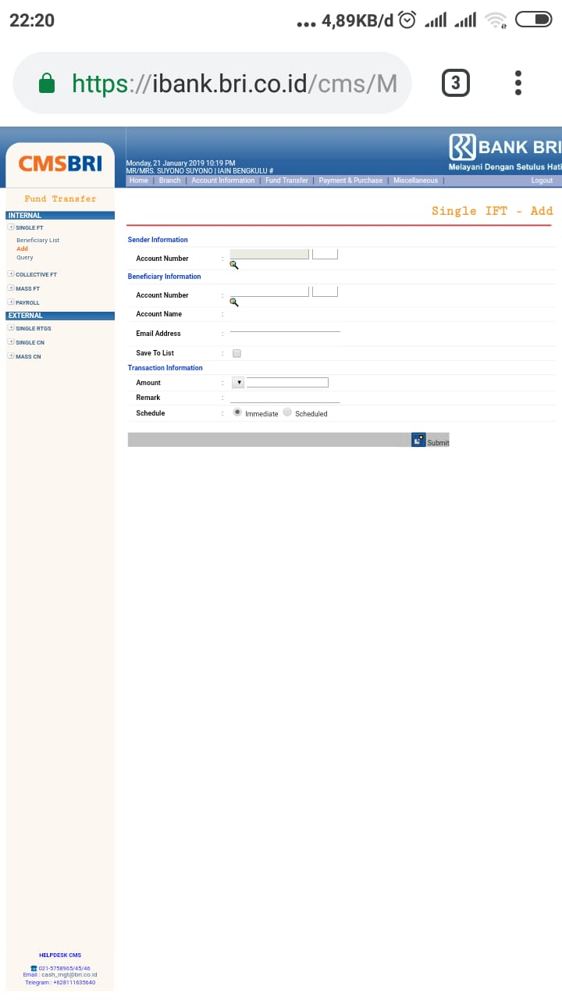 22:20
... 4,89KB/d
https://ibank.bri.co.id/cms/M
3
CMSBRI
BANK BRI
Melayani Dengan Setulus Hati
Monday, 21 January 2019 10:19 PM
MR/MRS. SUYONO SUYONO | IAIN BENGKULU #
Home | Branch | Account Information | Fund Transfer | Payment & Purchase | Miscellaneous | Logout
Fund Transfer
INTERNAL
SINGLE FT
Beneficiary List
Add
Query
COLLECTIVE FT
MASS FT
PAYROLL
EXTERNAL
SINGLE RTGS
SINGLE CN
MASS CN
Single IFT - Add
Sender Information
Account Number :
Beneficiary Information
Account Number :
Account Name :
Email Address :
Save To List :
Transaction Information
Amount :
Remark :
Schedule : Immediate Scheduled
Submit
HELPDESK CMS
021-5758965/45/46
Email : cash_mgt@bri.co.id
Telegram : +628111635640